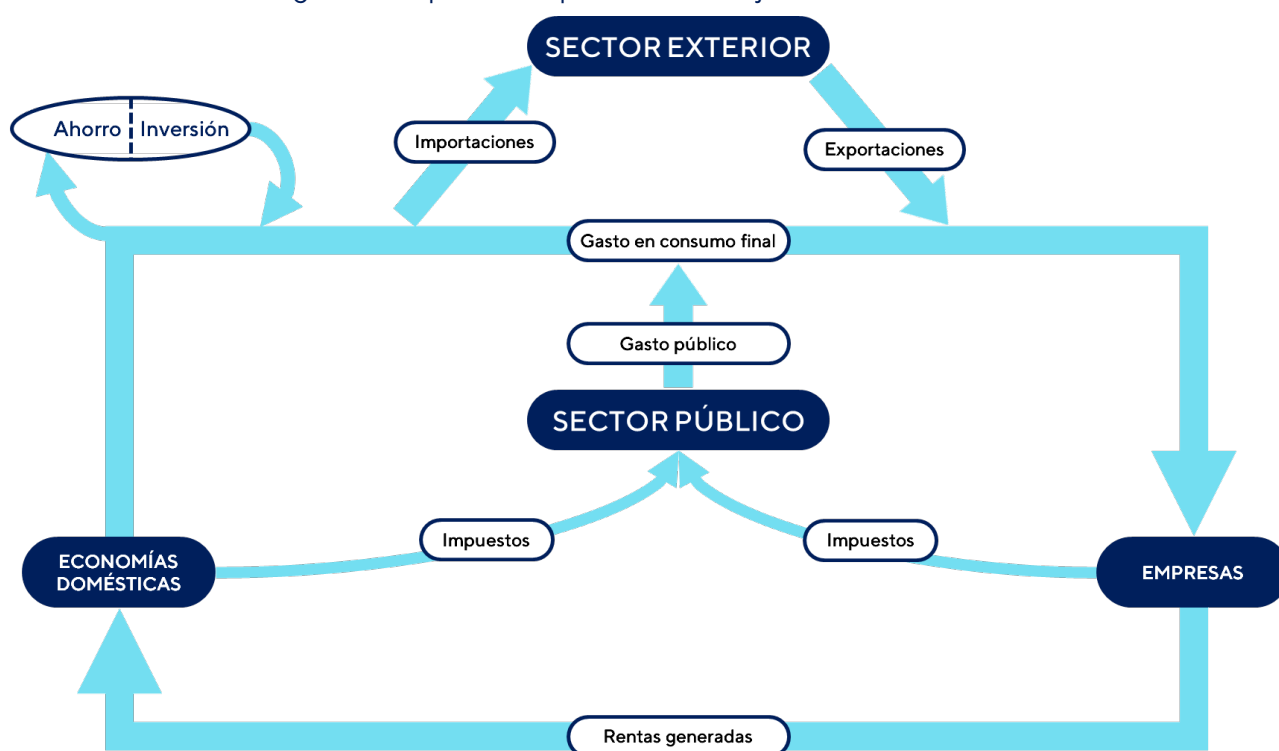 SECTOR EXTERIOR
Ahorro Inversión
Importaciones
Exportaciones
Gasto en consumo final
Gasto público
SECTOR PÚBLICO
Impuestos
Impuestos
ECONOMÍAS
DOMÉSTICAS
EMPRESAS
Rentas generadas